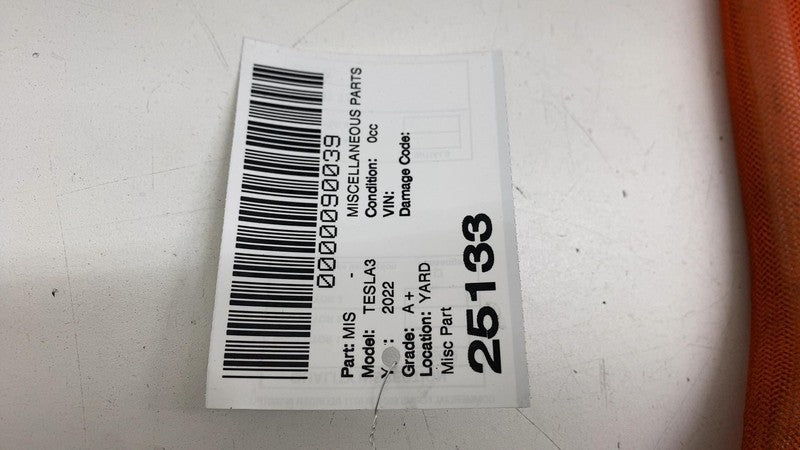 0000090039
Part: MIS - MISCELLANEOUS PARTS
Model: TESLA3 Condition: 0cc
2022 VIN:
Grade: A+ Damage Code:
Location: YARD
Misc Part
25133